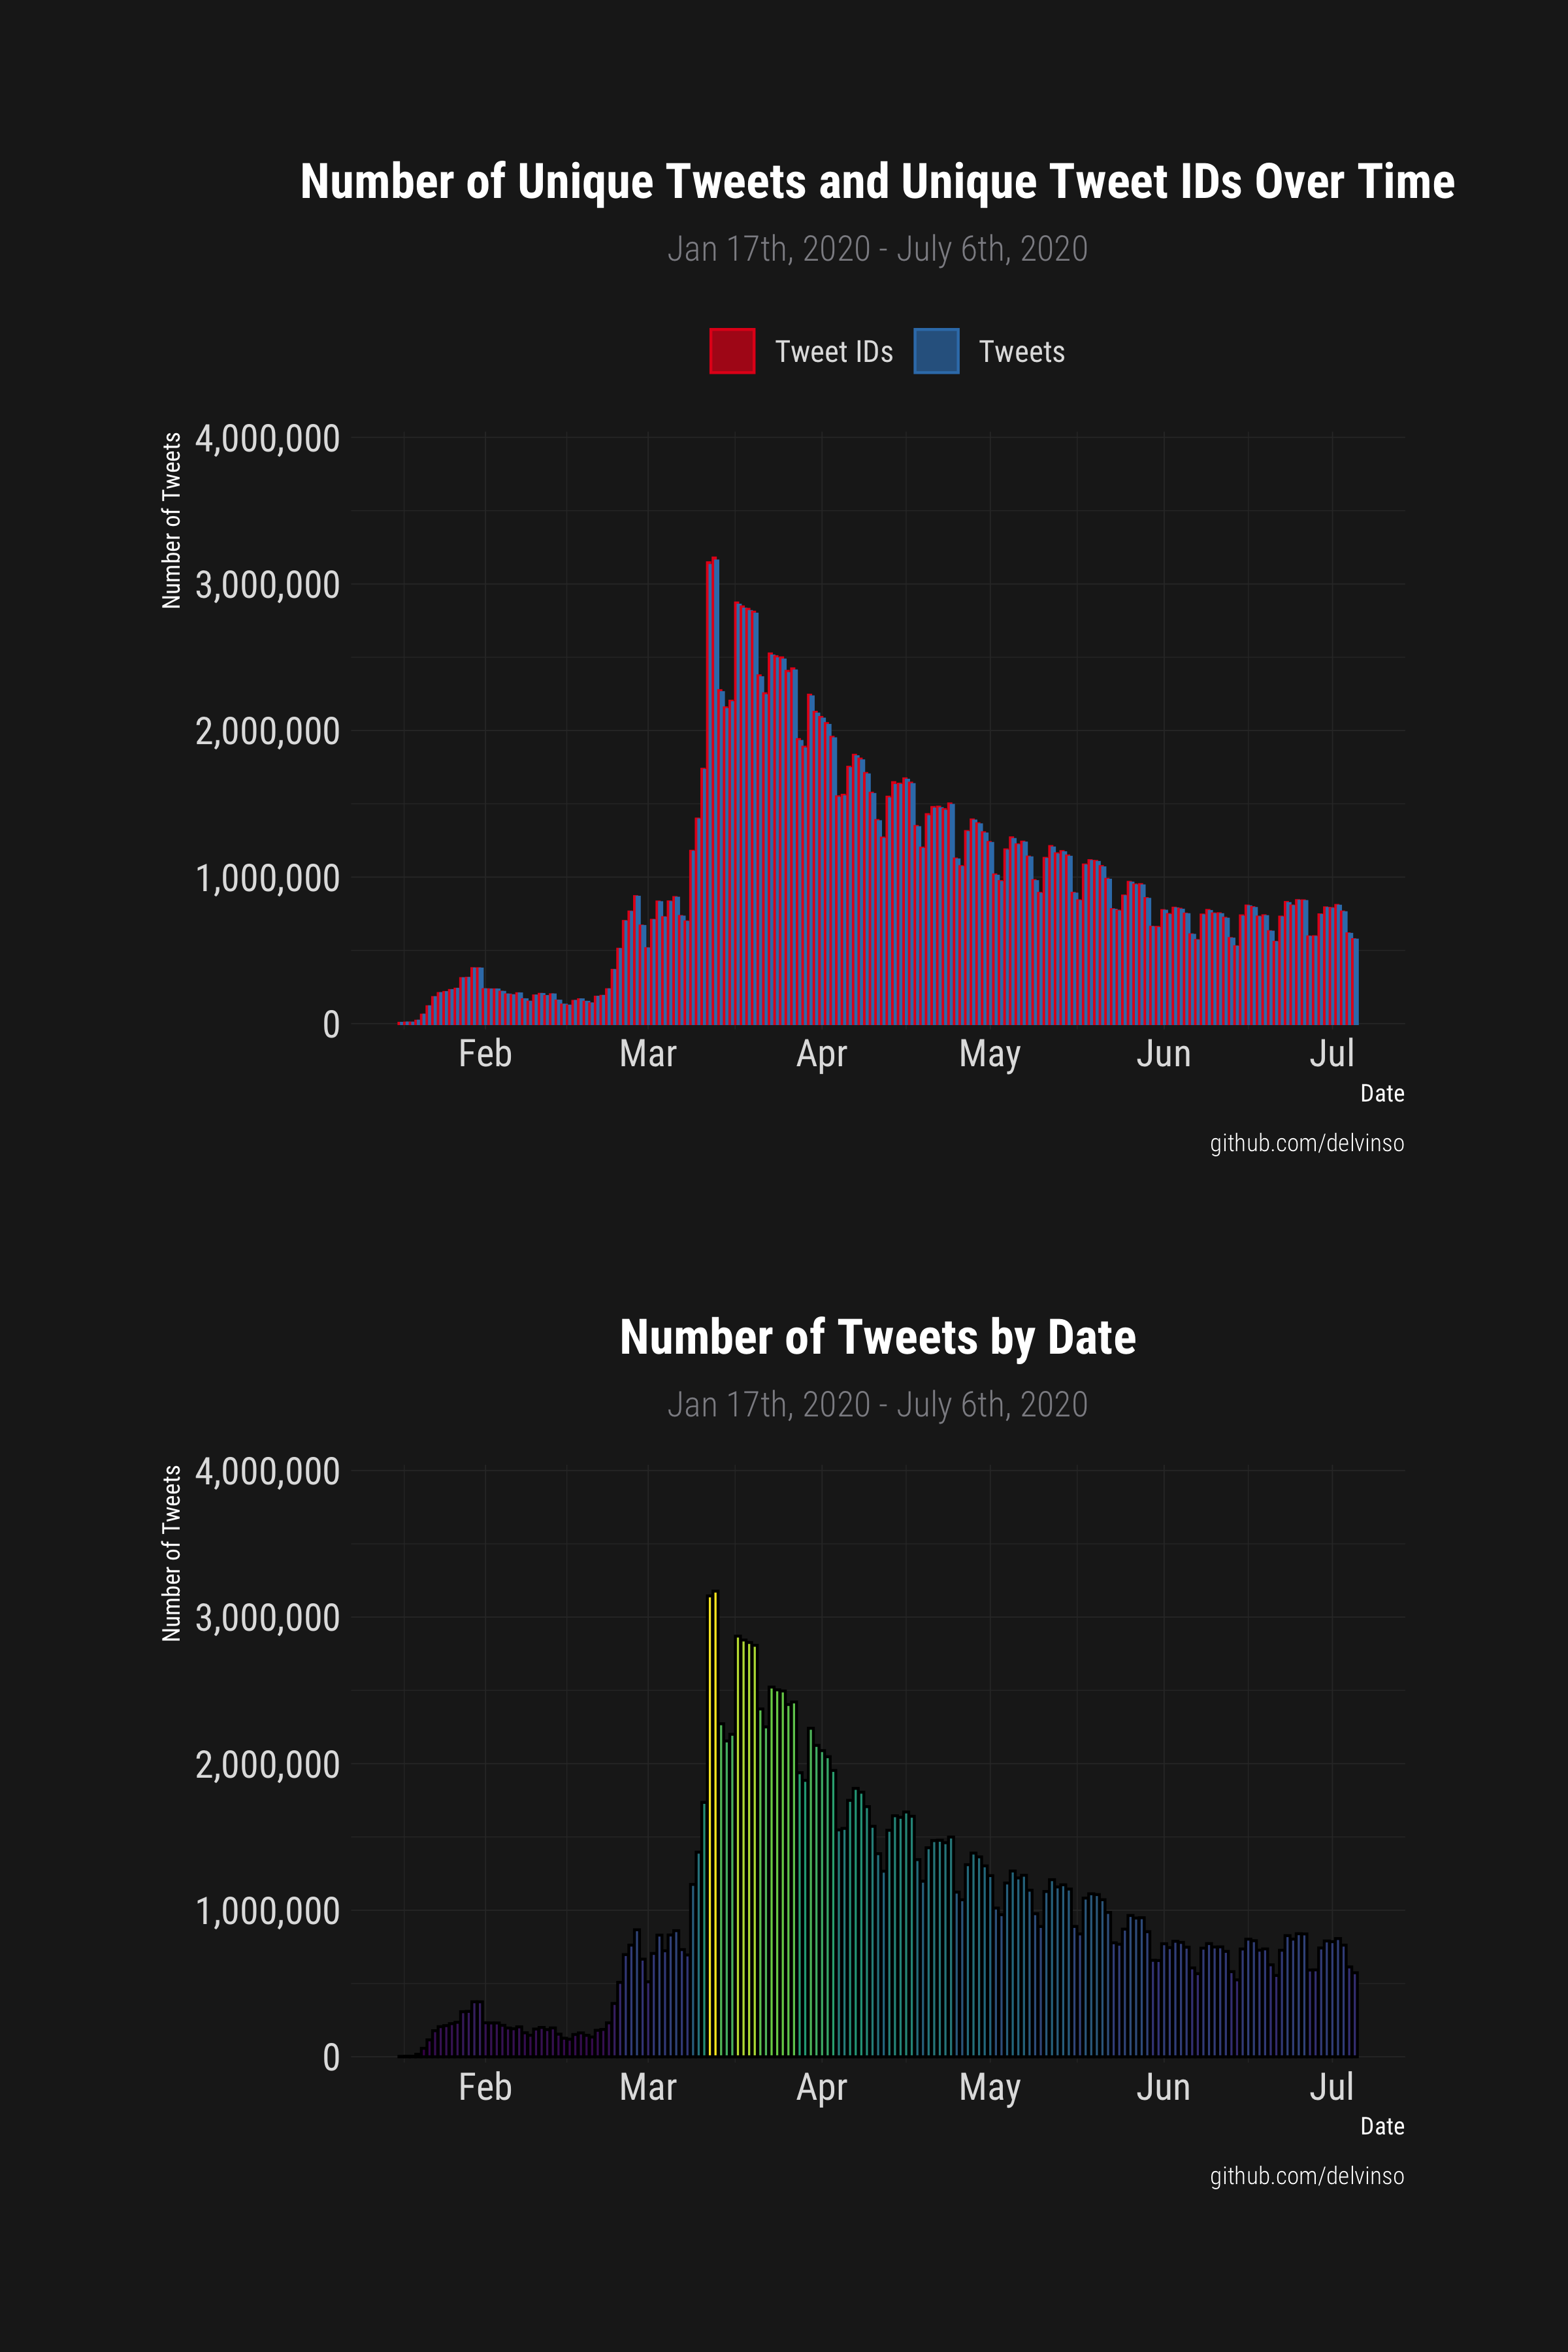 Number of Unique Tweets and Unique Tweet IDs Over Time
Jan 17th, 2020 - July 6th, 2020
Tweet IDs Tweets
Number of Tweets
4,000,000
3,000,000
2,000,000
1,000,000
0
Feb Mar Apr May Jun Jul
Date
github.com/delvinso
Number of Tweets by Date
Jan 17th, 2020 - July 6th, 2020
Number of Tweets
4,000,000
3,000,000
2,000,000
1,000,000
0
Feb Mar Apr May Jun Jul
Date
github.com/delvinso